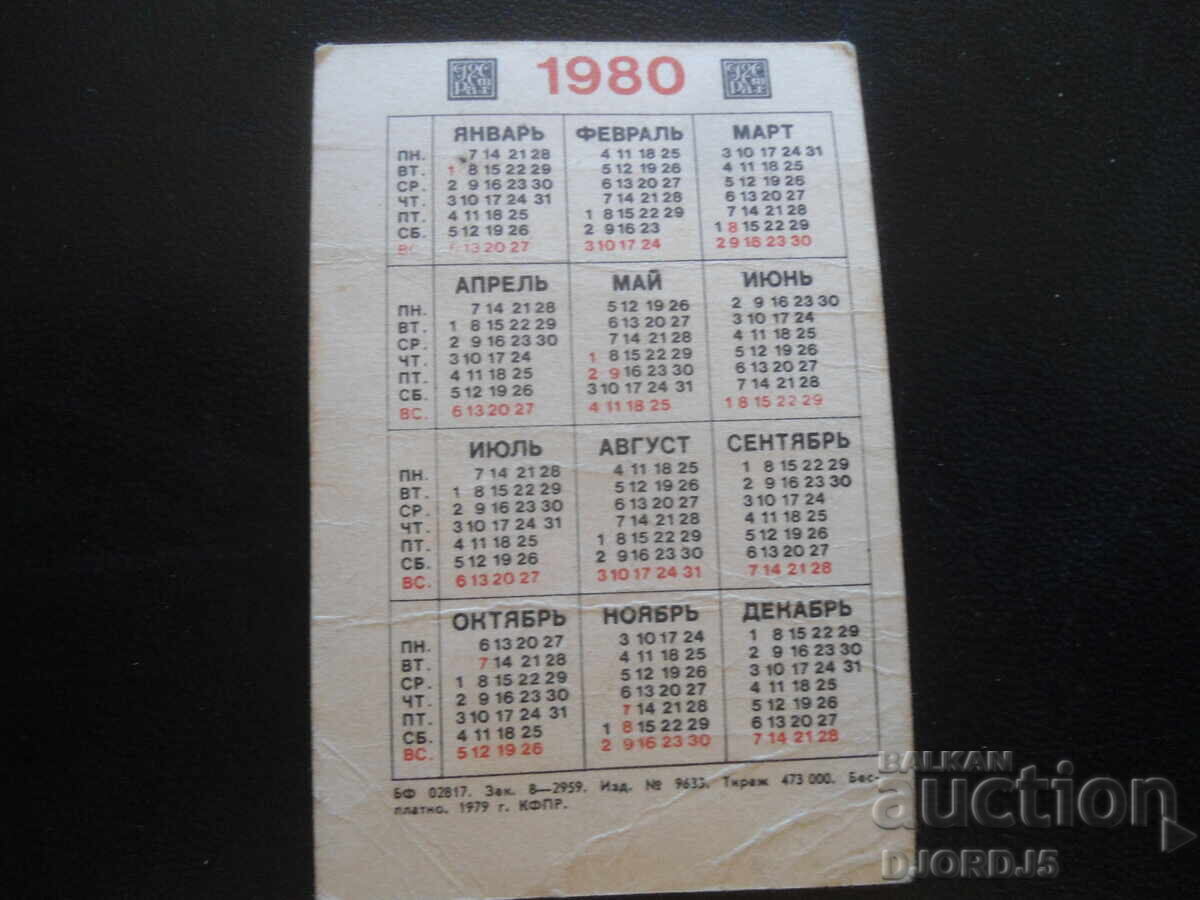 ГОССТРАХ 1980 ГОССТРАХ
ЯНВАРЬ ФЕВРАЛЬ МАРТ
ПН. 7 14 21 28 4 11 18 25 3 10 17 24 31
ВТ. 1 8 15 22 29 5 12 19 26 4 11 18 25
СР. 2 9 16 23 30 6 13 20 27 5 12 19 26
ЧТ. 3 10 17 24 31 7 14 21 28 6 13 20 27
ПТ. 4 11 18 25 1 8 15 22 29 7 14 21 28
СБ. 5 12 19 26 2 9 16 23 1 8 15 22 29
ВС. 6 13 20 27 3 10 17 24 2 9 16 23 30
АПРЕЛЬ МАЙ ИЮНЬ
ПН. 7 14 21 28 5 12 19 26 2 9 16 23 30
ВТ. 1 8 15 22 29 6 13 20 27 3 10 17 24
СР. 2 9 16 23 30 7 14 21 28 4 11 18 25
ЧТ. 3 10 17 24 1 8 15 22 29 5 12 19 26
ПТ. 4 11 18 25 2 9 16 23 30 6 13 20 27
СБ. 5 12 19 26 3 10 17 24 31 7 14 21 28
ВС. 6 13 20 27 4 11 18 25 1 8 15 22 29
ИЮЛЬ АВГУСТ СЕНТЯБРЬ
ПН. 7 14 21 28 4 11 18 25 1 8 15 22 29
ВТ. 1 8 15 22 29 5 12 19 26 2 9 16 23 30
СР. 2 9 16 23 30 6 13 20 27 3 10 17 24
ЧТ. 3 10 17 24 31 7 14 21 28 4 11 18 25
ПТ. 4 11 18 25 1 8 15 22 29 5 12 19 26
СБ. 5 12 19 26 2 9 16 23 30 6 13 20 27
ВС. 6 13 20 27 3 10 17 24 31 7 14 21 28
ОКТЯБРЬ НОЯБРЬ ДЕКАБРЬ
ПН. 6 13 20 27 3 10 17 24 1 8 15 22 29
ВТ. 7 14 21 28 4 11 18 25 2 9 16 23 30
СР. 1 8 15 22 29 5 12 19 26 3 10 17 24 31
ЧТ. 2 9 16 23 30 6 13 20 27 4 11 18 25
ПТ. 3 10 17 24 31 7 14 21 28 5 12 19 26
СБ. 4 11 18 25 1 8 15 22 29 6 13 20 27
ВС. 5 12 19 26 2 9 16 23 30 7 14 21 28
БФ 02817. Зак. 8—2959. Изд. № 9633. Тираж 473 000. Бес-
платно. 1979 г. КФПР.
BALKAN
auction
DJORDJ5